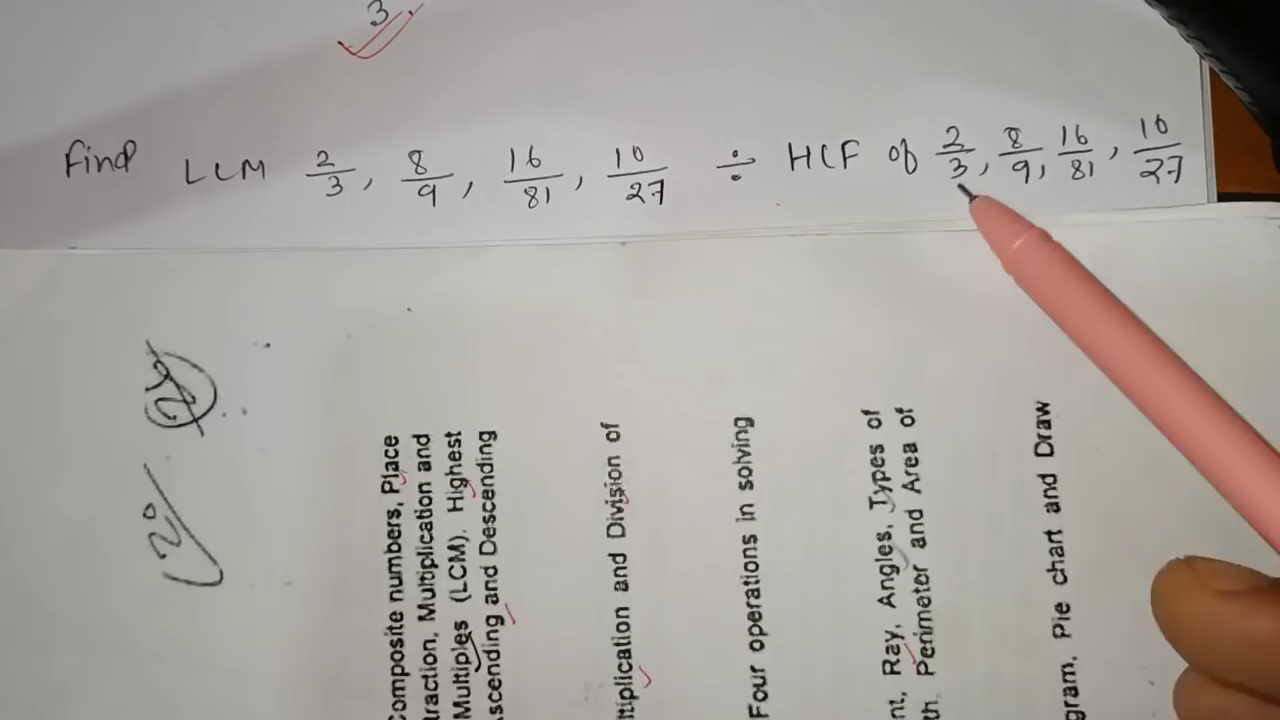 3.
Find LCM 2/3, 8/9, 16/81, 10/27 ÷ HCF of 2/3, 8/9, 16/81, 10/27
Composite numbers, Place
traction, Multiplication and
Multiples (LCM). Highest
scending and Descending
tiplication and Division of
Four operations in solving
nt, Ray, Angles, Types of
th, Perimeter and Area of
gram, Pie chart and Draw